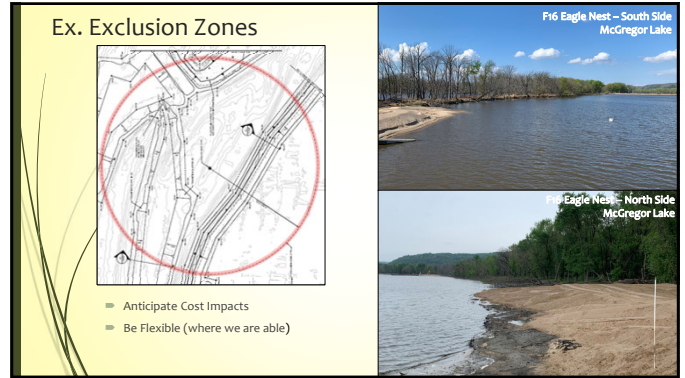 Ex. Exclusion Zones
Anticipate Cost Impacts
Be Flexible (where we are able)
F16 Eagle Nest – South Side
McGregor Lake
F16 Eagle Nest – North Side
McGregor Lake